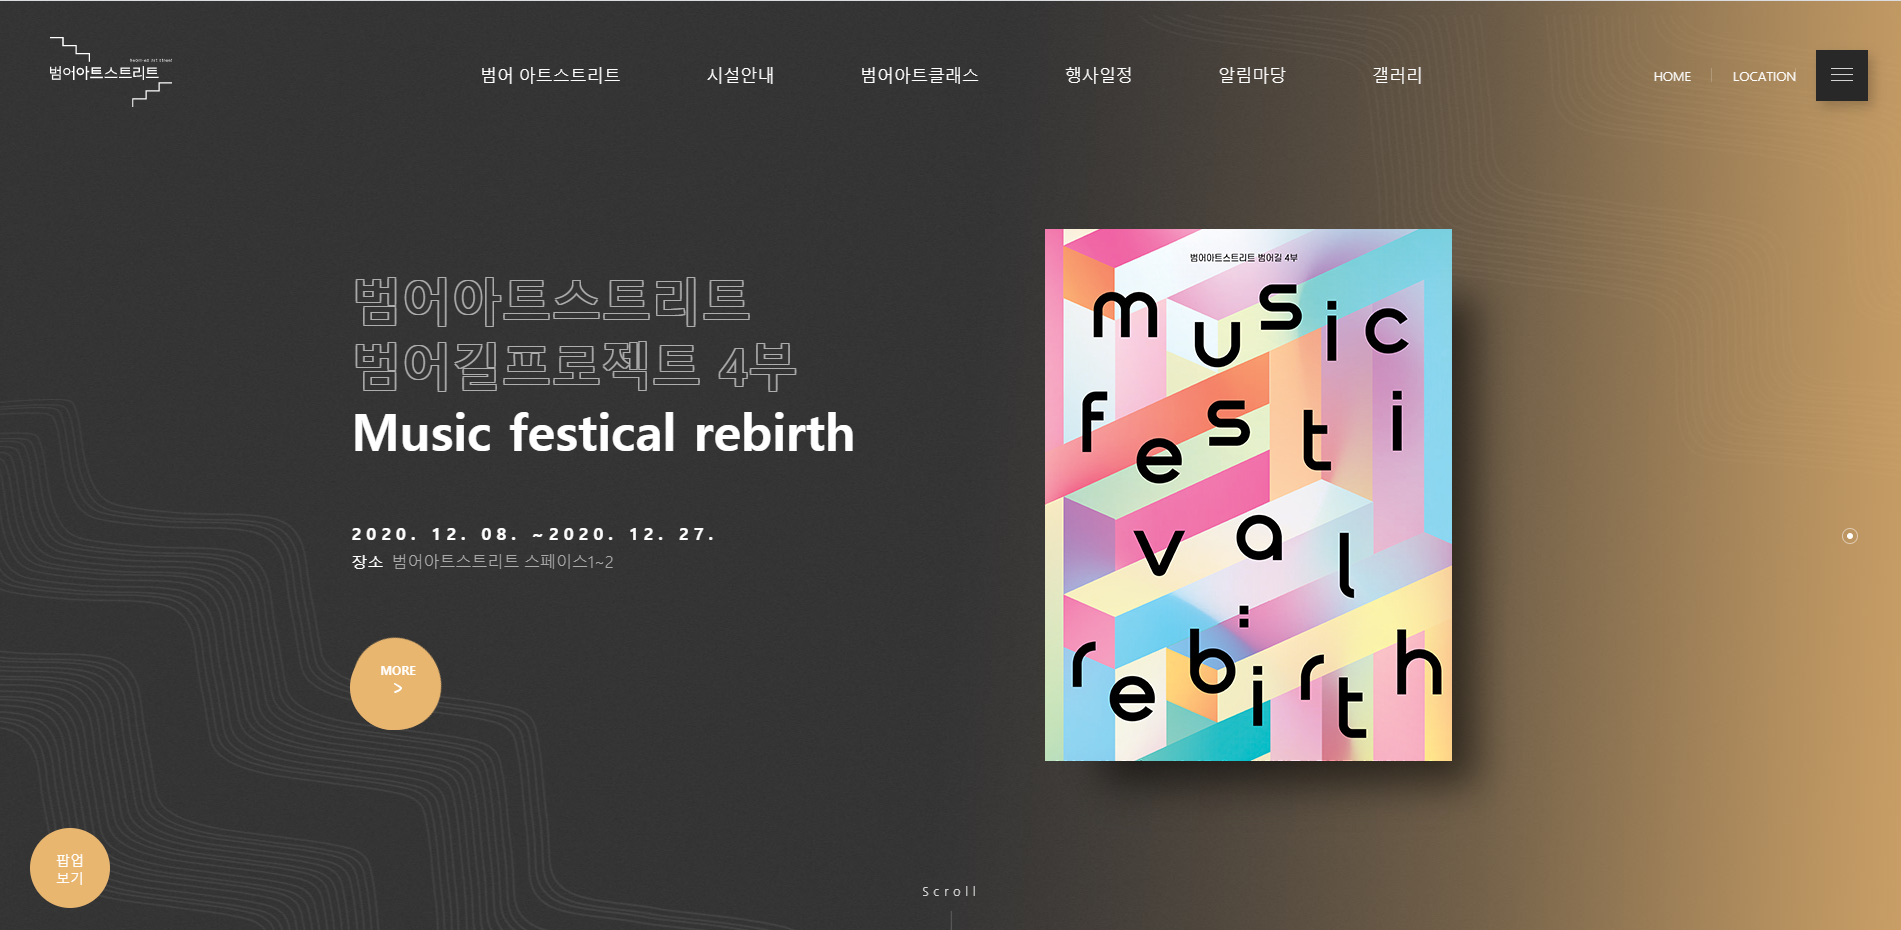 범어아트스트리트
범어 아트스트리트
시설안내
범어아트클래스
행사일정
알림마당
갤러리
HOME
LOCATION
범어아트스트리트
범어길프로젝트 4부
Music festical rebirth
2020. 12. 08. ~2020. 12. 27.
장소 범어아트스트리트 스페이스1~2
MORE
>
범어아트스트리트 범어길 4부
music
festi
val
rebirth
팝업
보기
Scroll